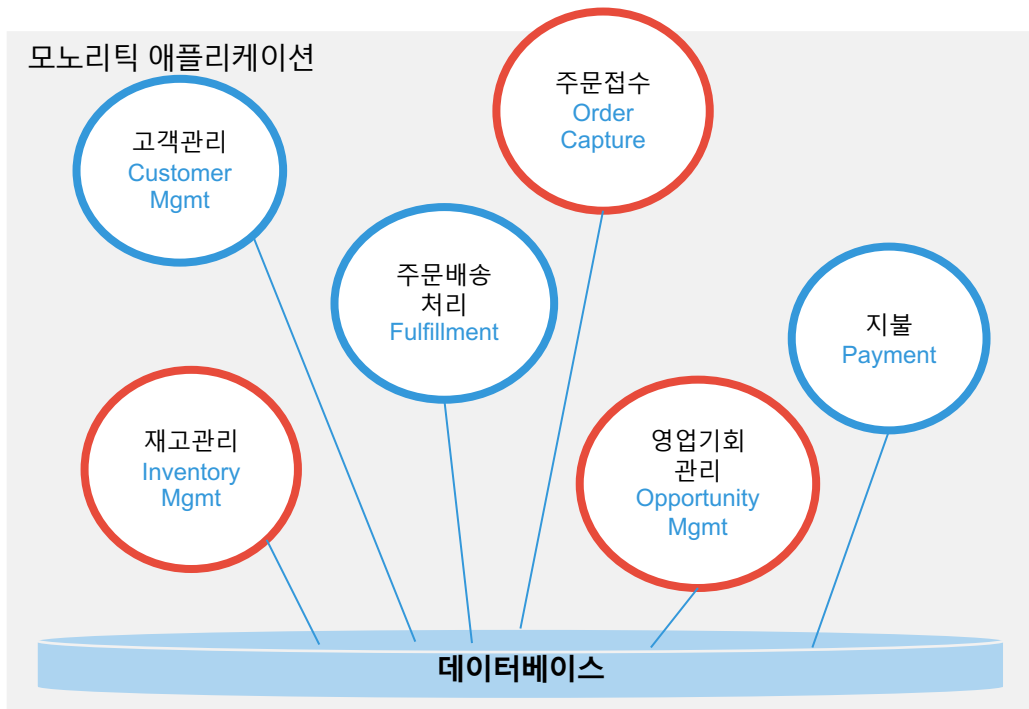 모노리틱 애플리케이션
주문접수
Order
Capture
고객관리
Customer
Mgmt
주문배송
처리
Fulfillment
지불
Payment
재고관리
Inventory
Mgmt
영업기회
관리
Opportunity
Mgmt
데이터베이스